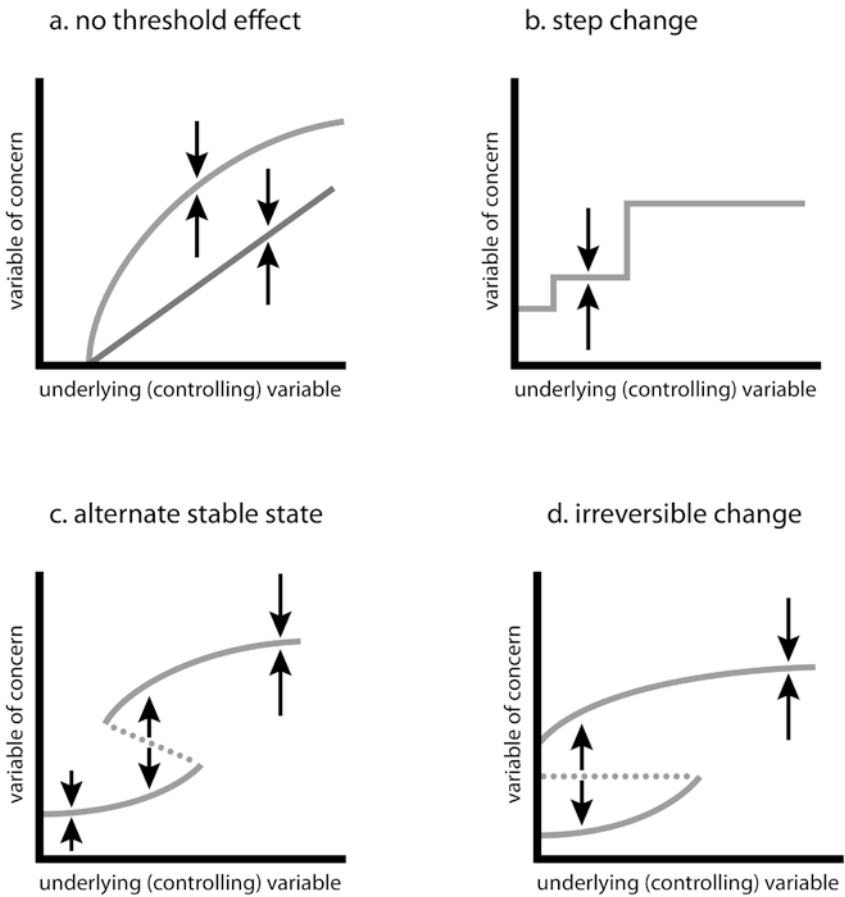 a. no threshold effect
b. step change
variable of concern
variable of concern
underlying (controlling) variable
underlying (controlling) variable
c. alternate stable state
d. irreversible change
variable of concern
variable of concern
underlying (controlling) variable
underlying (controlling) variable